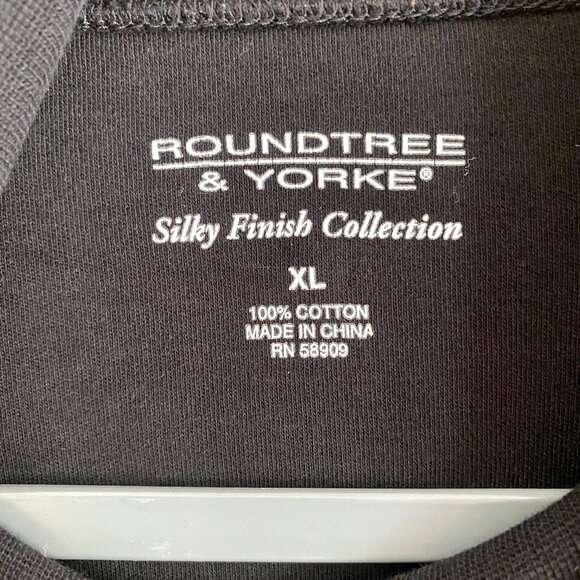 ROUNDTREE
& YORKE®
Silky Finish Collection
XL
100% COTTON
MADE IN CHINA
RN 58909